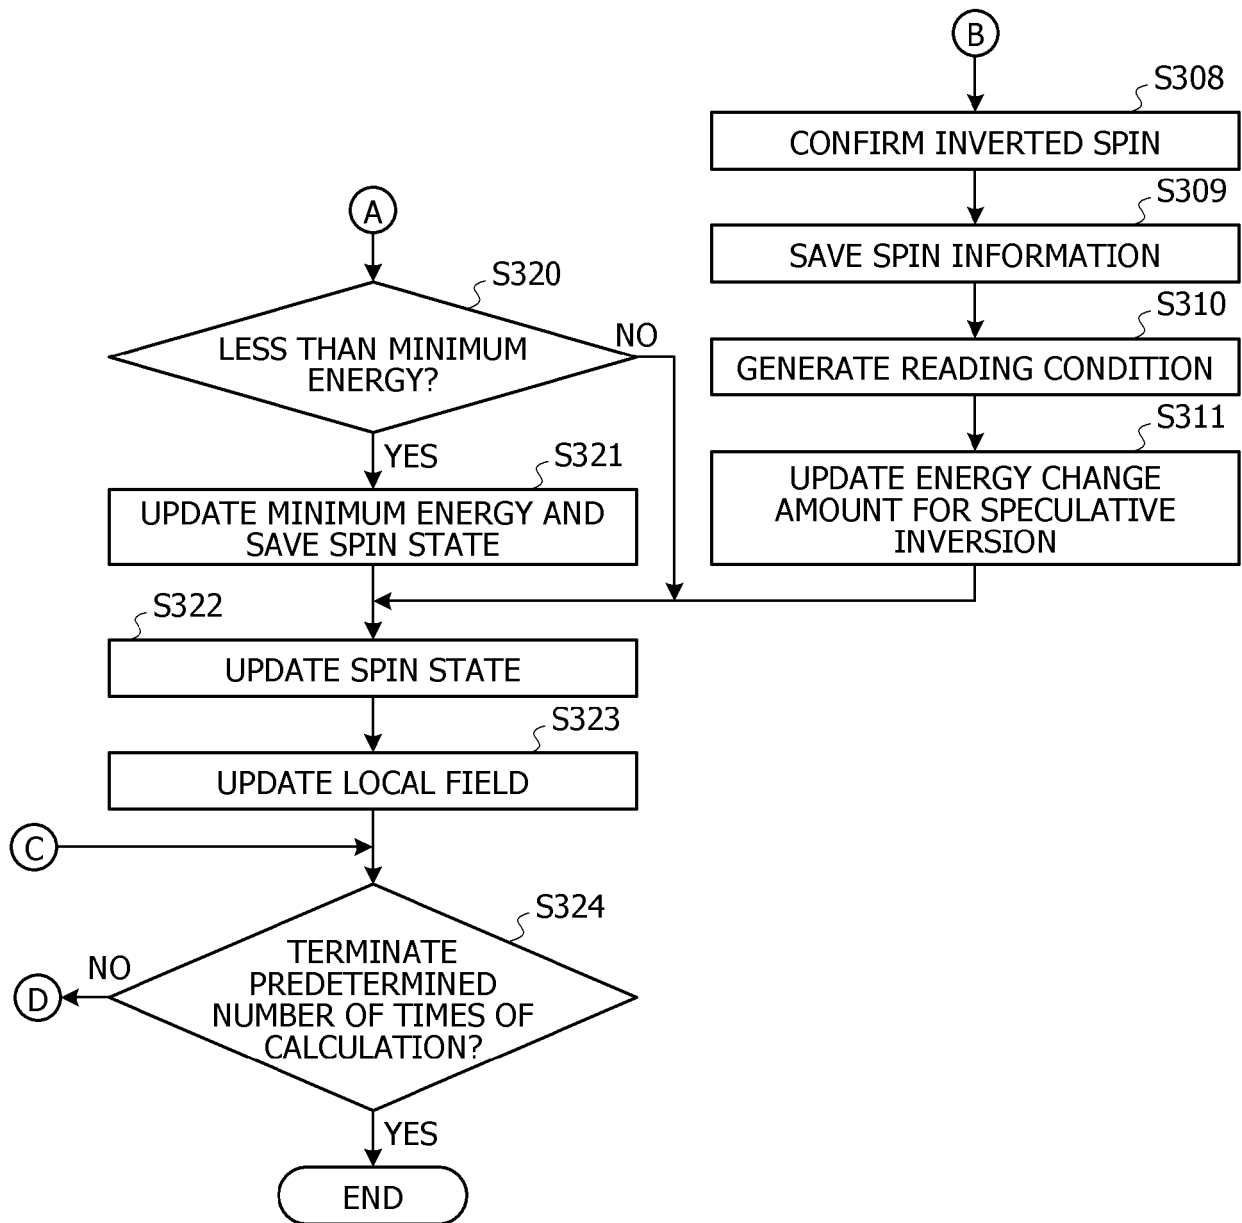 B
S308
CONFIRM INVERTED SPIN
S309
SAVE SPIN INFORMATION
S310
GENERATE READING CONDITION
S311
UPDATE ENERGY CHANGE
AMOUNT FOR SPECULATIVE
INVERSION
A
S320
LESS THAN MINIMUM
ENERGY?
NO
YES
S321
UPDATE MINIMUM ENERGY AND
SAVE SPIN STATE
S322
UPDATE SPIN STATE
S323
UPDATE LOCAL FIELD
C
S324
TERMINATE
PREDETERMINED
NUMBER OF TIMES OF
CALCULATION?
NO
D
YES
END